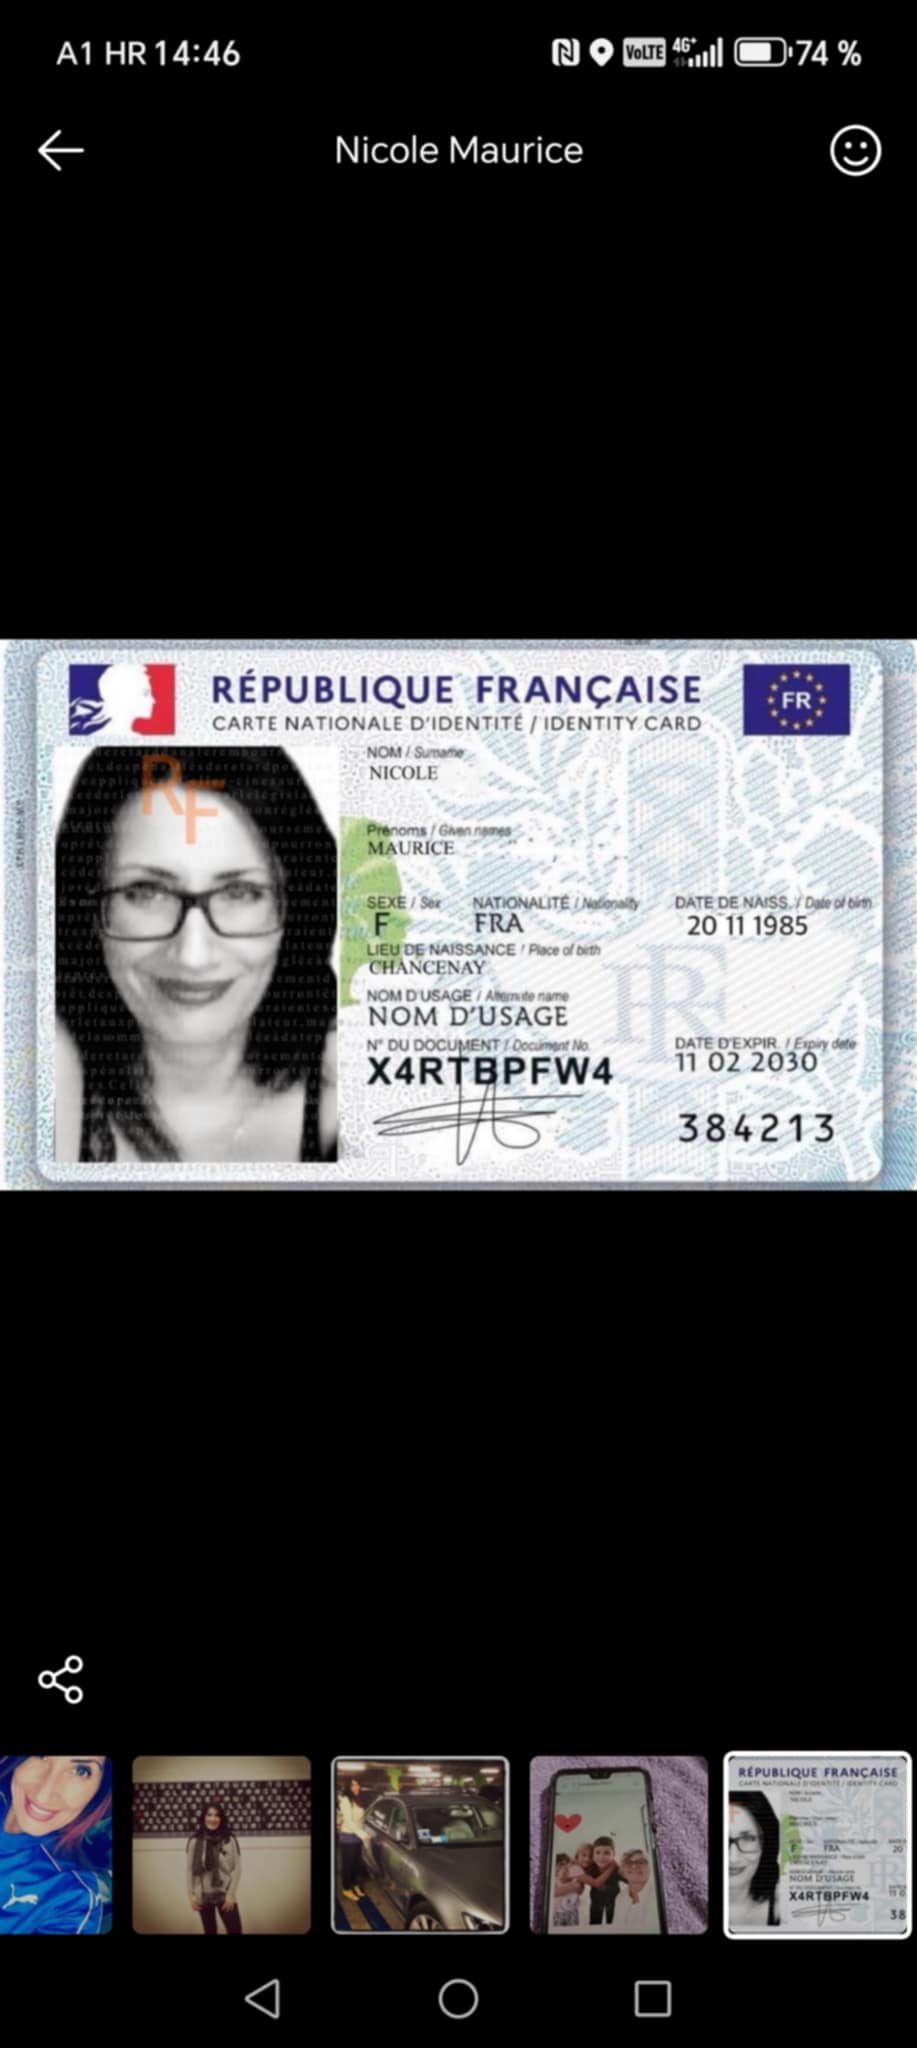 A1 HR 14:46
VoLTE 4G+ 74 %
Nicole Maurice
RÉPUBLIQUE FRANÇAISE
CARTE NATIONALE D'IDENTITÉ / IDENTITY CARD
FR
RF
NOM / Surname
NICOLE
Prénoms / Given names
MAURICE
SEXE / Sex NATIONALITÉ / Nationality DATE DE NAISS. / Date of birth
F FRA 20 11 1985
LIEU DE NAISSANCE / Place of birth
CHANCENAY
NOM D'USAGE / Alternate name
NOM D'USAGE
N° DU DOCUMENT / Document No. DATE D'EXPIR. / Expiry date
X4RTBPFW4 11 02 2030
384213
RF
RÉPUBLIQUE FRANÇAISE
CARTE NATIONALE D'IDENTITÉ / IDENTITY CARD
F FRA 20
NOM D'USAGE
X4RTBPFW4
38